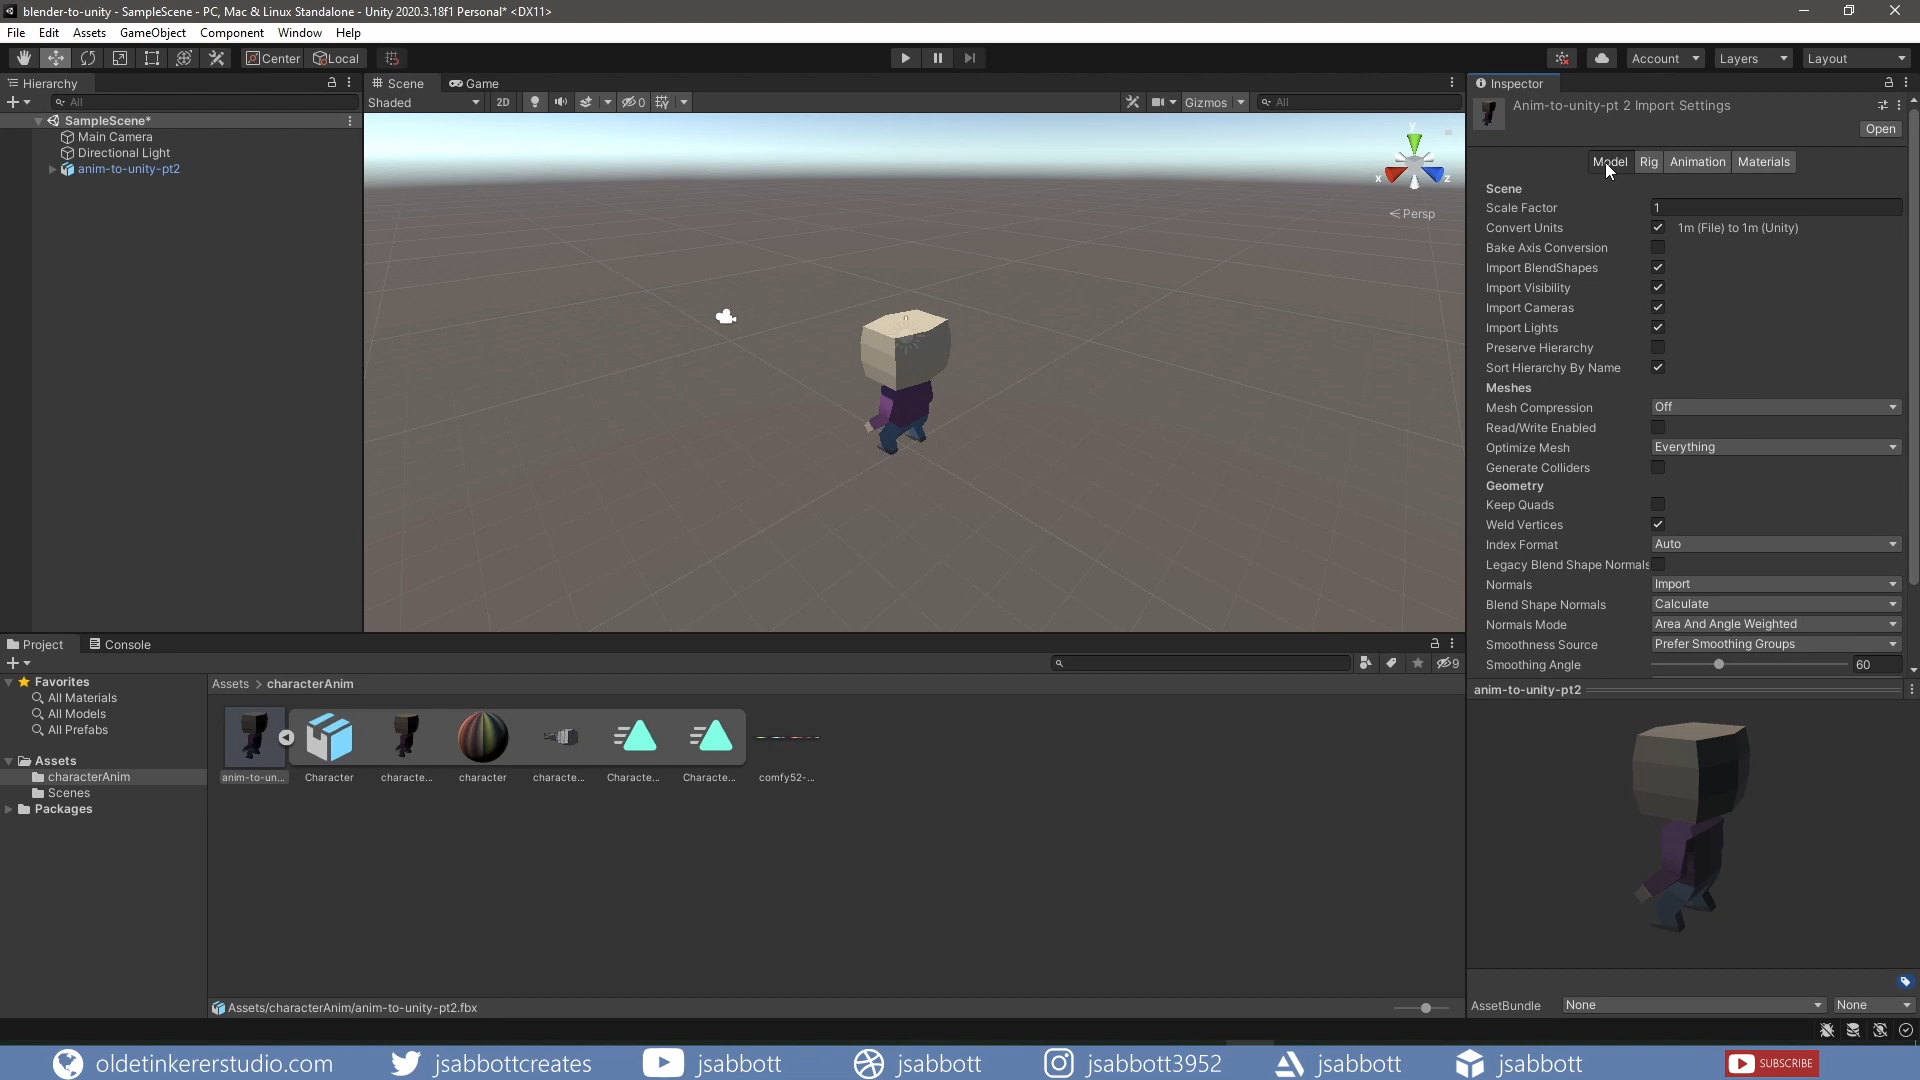 blender-to-unity - SampleScene - PC, Mac & Linux Standalone - Unity 2020.3.18f1 Personal* <DX11>
File Edit Assets GameObject Component Window Help
Center Local Account Layers Layout
Hierarchy
All
SampleScene*
Main Camera
Directional Light
anim-to-unity-pt2
Scene Game
Shaded 2D 0 Gizmos All
y
x z
Persp
Inspector
Anim-to-unity-pt 2 Import Settings
Open
Model Rig Animation Materials
Scene
Scale Factor 1
Convert Units 1m (File) to 1m (Unity)
Bake Axis Conversion
Import BlendShapes
Import Visibility
Import Cameras
Import Lights
Preserve Hierarchy
Sort Hierarchy By Name
Meshes
Mesh Compression Off
Read/Write Enabled
Optimize Mesh Everything
Generate Colliders
Geometry
Keep Quads
Weld Vertices
Index Format Auto
Legacy Blend Shape Normals
Normals Import
Blend Shape Normals Calculate
Normals Mode Area And Angle Weighted
Smoothness Source Prefer Smoothing Groups
Smoothing Angle 60
anim-to-unity-pt2
AssetBundle None None
Project Console
9
Favorites
All Materials
All Models
All Prefabs
Assets
characterAnim
Scenes
Packages
Assets > characterAnim
anim-to-un... Character characte... character characte... Characte... Characte... comfy52-...
Assets/characterAnim/anim-to-unity-pt2.fbx
oldetinkererstudio.com jsabbottcreates jsabbott jsabbott jsabbott3952 jsabbott jsabbott SUBSCRIBE